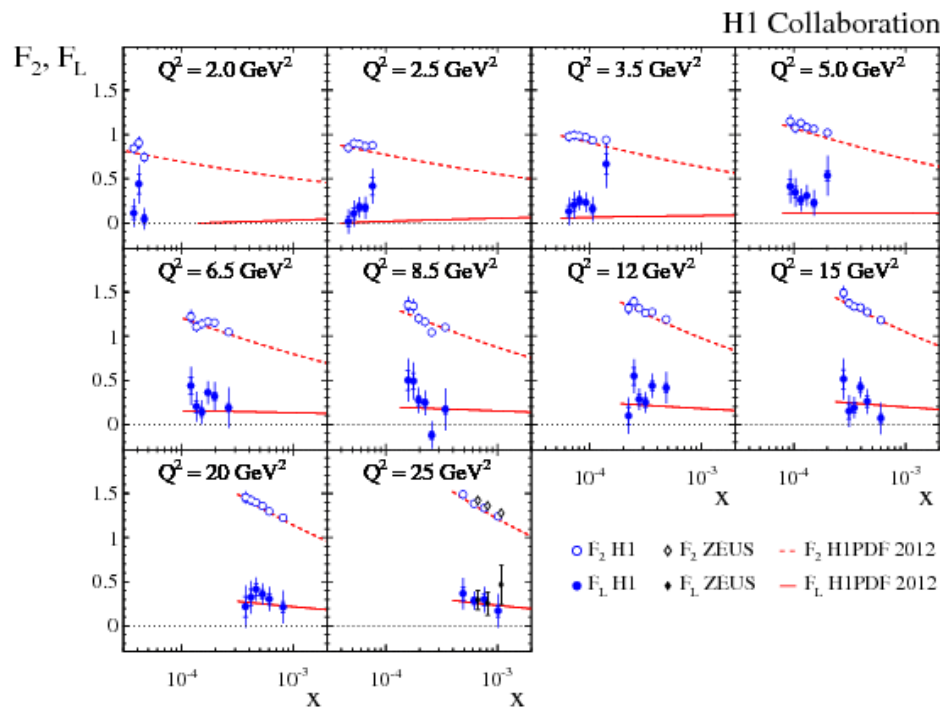 H1 Collaboration
F₂, F_L
Q² = 2.0 GeV²
Q² = 2.5 GeV²
Q² = 3.5 GeV²
Q² = 5.0 GeV²
1.5
1
0.5
0
Q² = 6.5 GeV²
Q² = 8.5 GeV²
Q² = 12 GeV²
Q² = 15 GeV²
1.5
1
0.5
0
10⁻⁴ 10⁻³
x
10⁻⁴ 10⁻³
x
Q² = 20 GeV²
Q² = 25 GeV²
1.5
1
0.5
0
10⁻⁴ 10⁻³
x
10⁻⁴ 10⁻³
x
F₂ H1 F₂ ZEUS F₂ H1PDF 2012
F_L H1 F_L ZEUS F_L H1PDF 2012